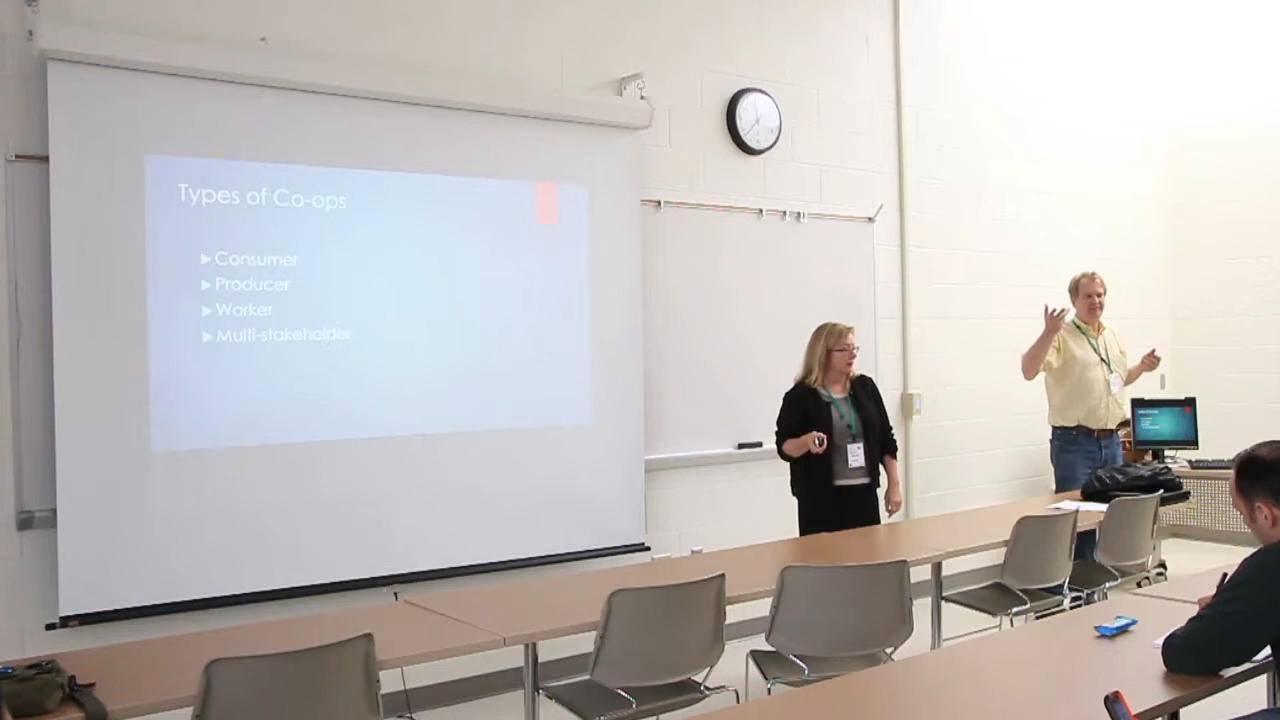 Types of Co-ops
Consumer
Producer
Worker
Multi-stakeholder